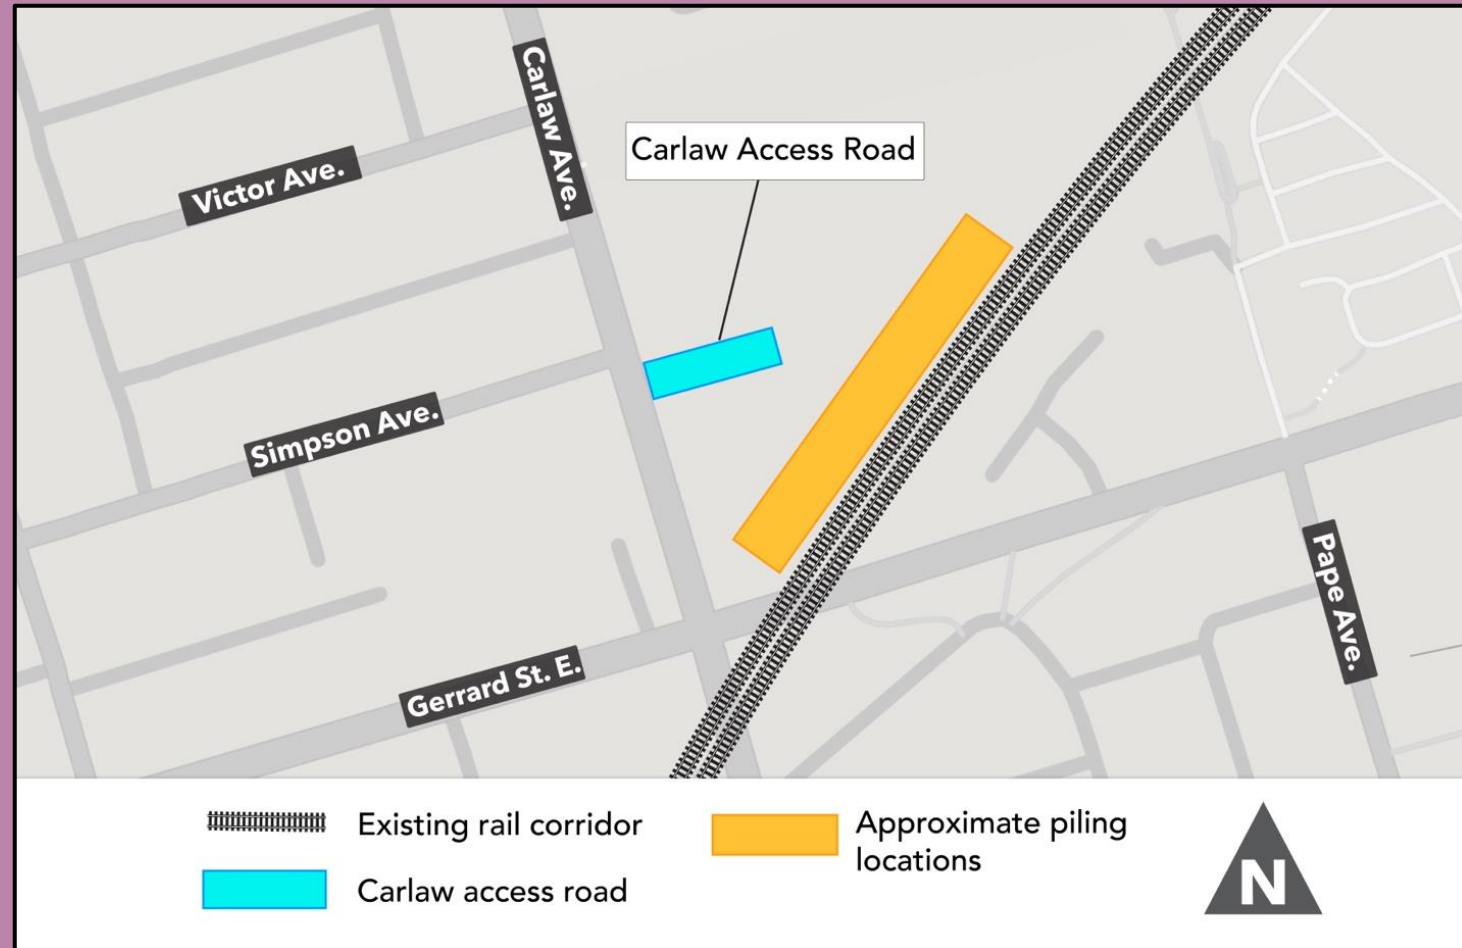 Carlaw Ave.
Carlaw Access Road
Victor Ave.
Simpson Ave.
Pape Ave.
Gerrard St. E.
Existing rail corridor
Approximate piling
locations
Carlaw access road
N